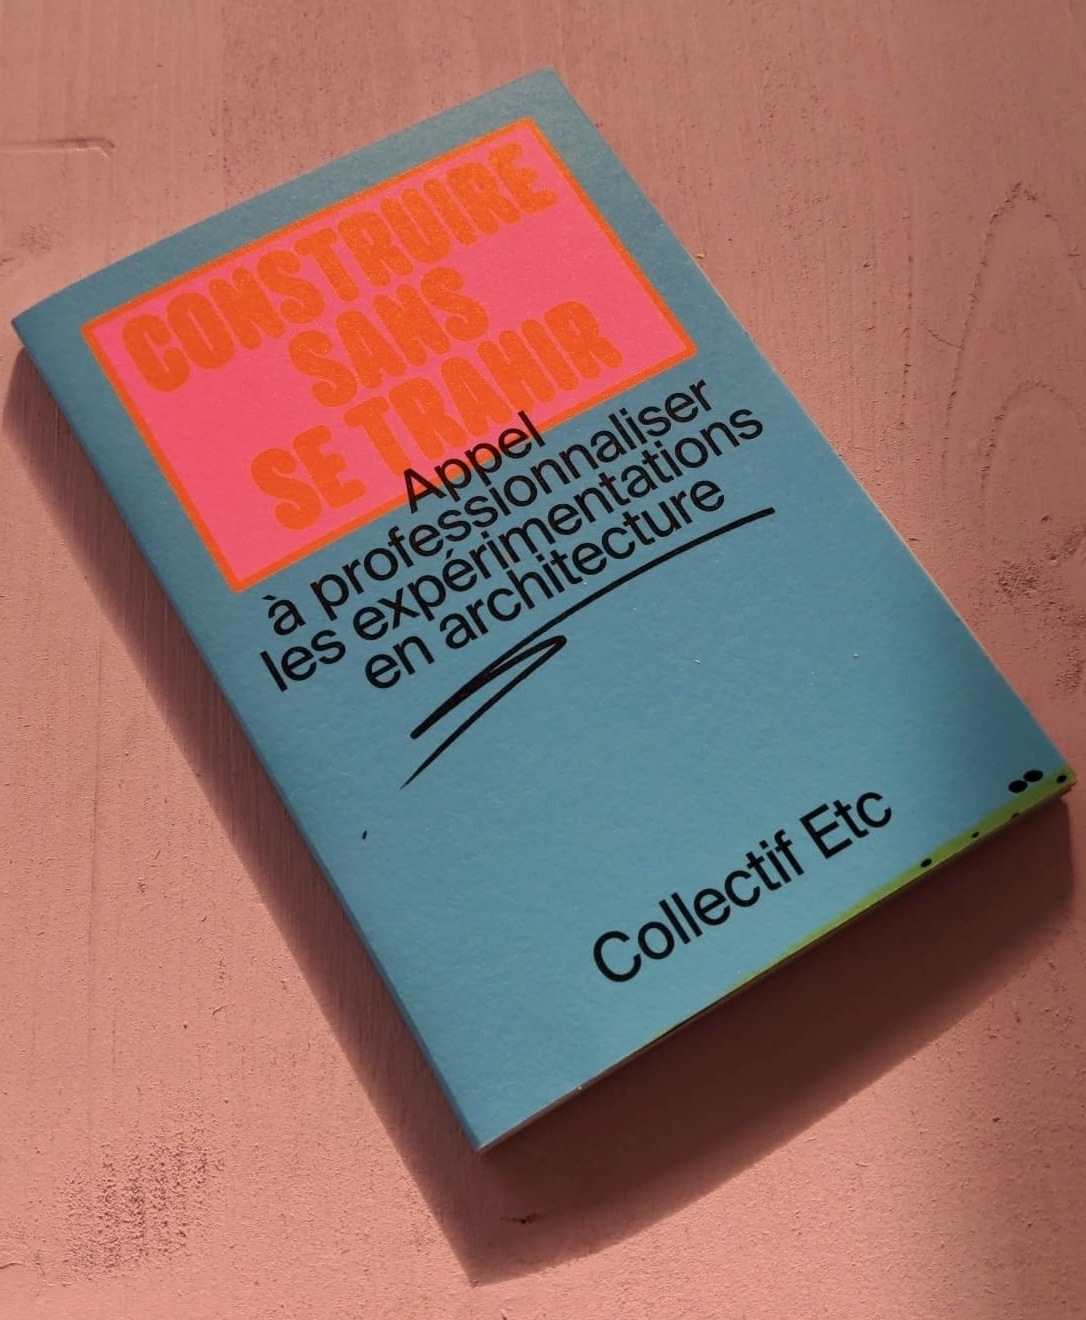 CONSTRUIRE
SANS
SE TRAHIR
Appel
à professionnaliser
les expérimentations
en architecture
Collectif Etc